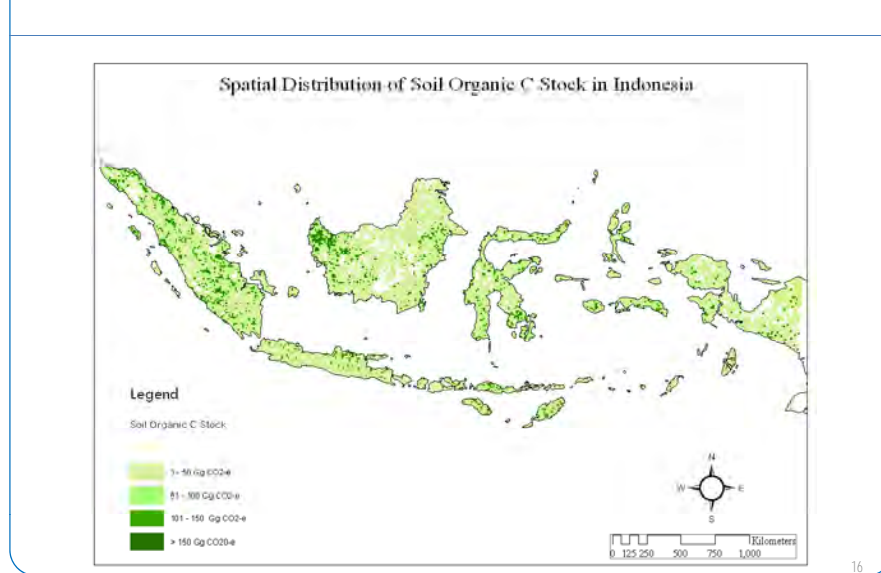 Spatial Distribution of Soil Organic C Stock in Indonesia
Legend
Soil Organic C Stock
51 - 100 Gg CO2-e
101 - 150 Gg CO2-e
> 150 Gg CO20-e
N
W E
S
Kilometers
0 125 250 500 750 1,000
16